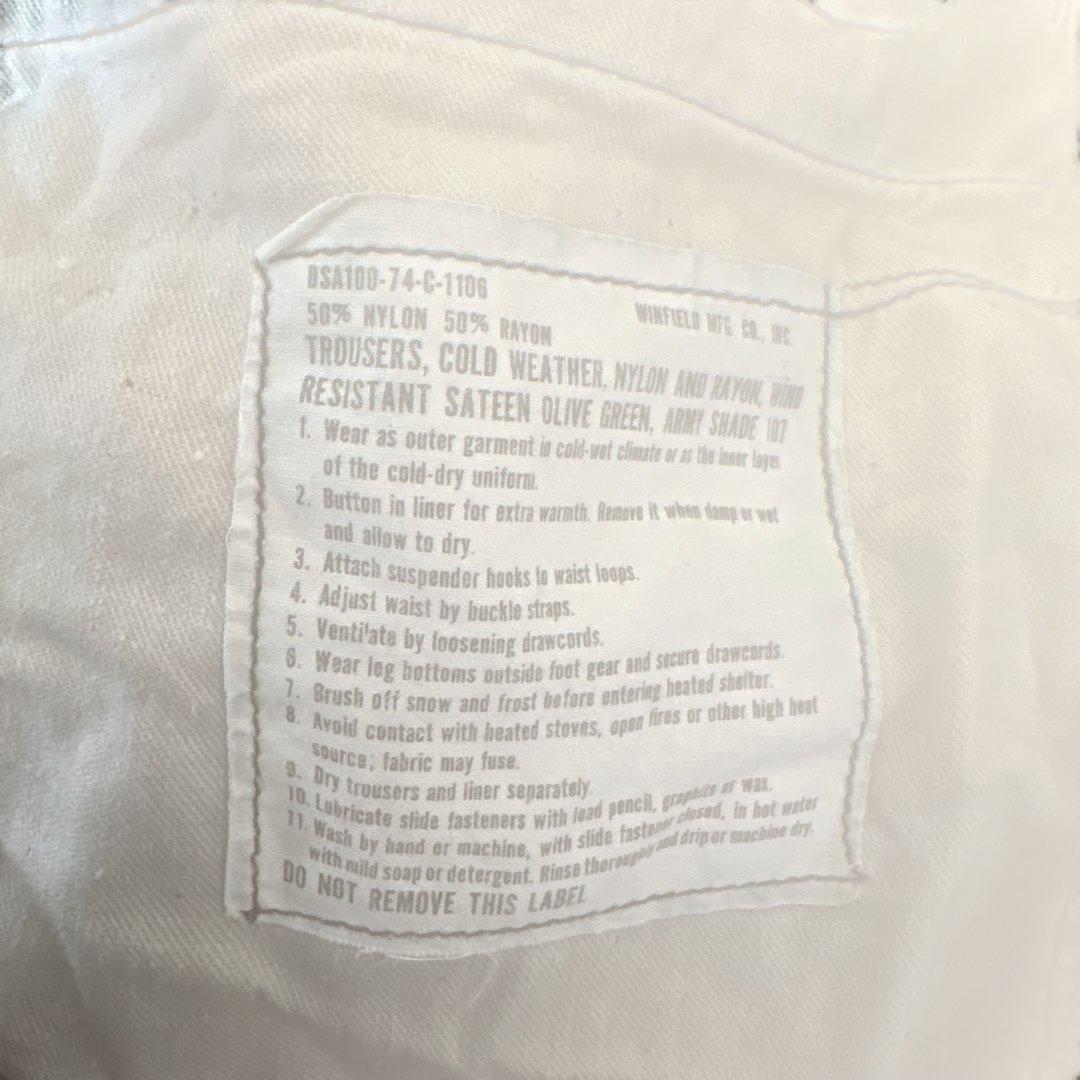 DSA100-74-C-1106
WINFIELD MFG. CO., INC.
50% NYLON 50% RAYON
TROUSERS, COLD WEATHER, NYLON AND RAYON, WIND
RESISTANT SATEEN OLIVE GREEN, ARMY SHADE 107
1. Wear as outer garment in cold-wet climate or as the inner layer
of the cold-dry uniform.
2. Button in liner for extra warmth. Remove it when damp or wet
and allow to dry.
3. Attach suspender hooks to waist loops.
4. Adjust waist by buckle straps.
5. Ventilate by loosening drawcords.
6. Wear leg bottoms outside foot gear and secure drawcords.
7. Brush off snow and frost before entering heated shelter.
8. Avoid contact with heated stoves, open fires or other high heat
source; fabric may fuse.
9. Dry trousers and liner separately.
10. Lubricate slide fasteners with lead pencil, graphite or wax.
11. Wash by hand or machine, with slide fastener closed, in hot water
with mild soap or detergent. Rinse thoroughly and drip or machine dry.
DO NOT REMOVE THIS LABEL